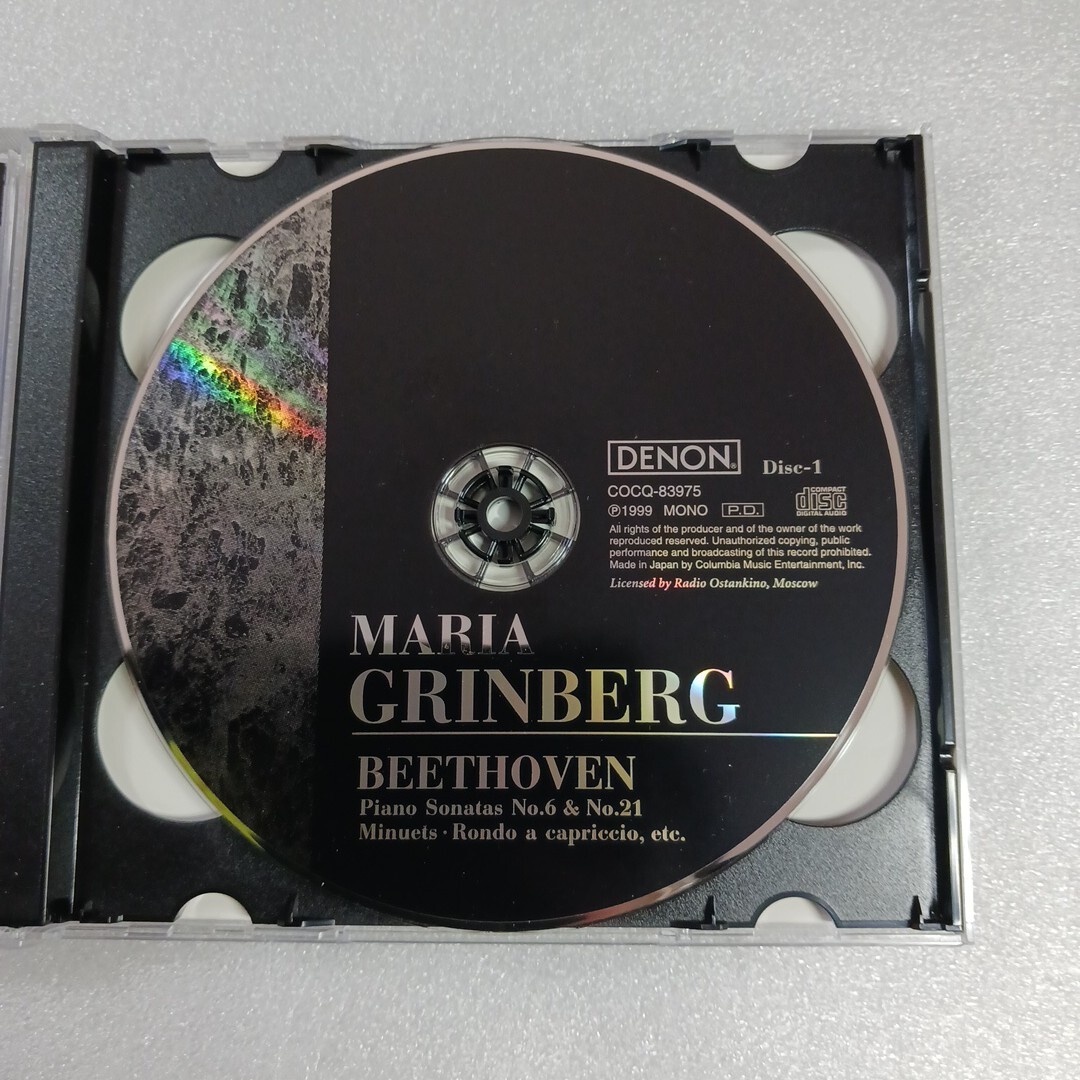 DENON®
Disc-1
COCQ-83975
℗1999 MONO P.D.
COMPACT
disc
DIGITAL AUDIO
All rights of the producer and of the owner of the work
reproduced reserved. Unauthorized copying, public
performance and broadcasting of this record prohibited.
Made in Japan by Columbia Music Entertainment, Inc.
Licensed by Radio Ostankino, Moscow
MARIA
GRINBERG
BEETHOVEN
Piano Sonatas No.6 & No.21
Minuets · Rondo a capriccio, etc.